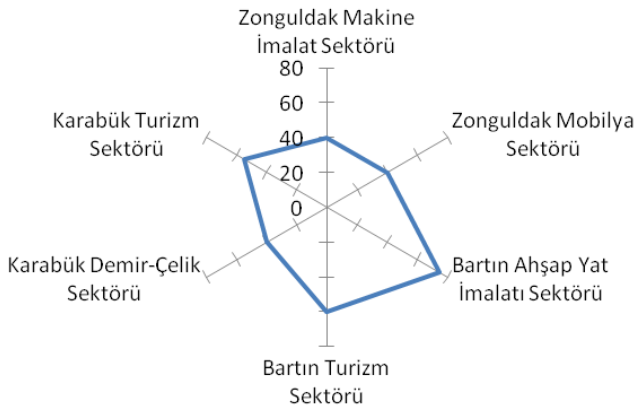 Zonguldak Makine
İmalat Sektörü
80
60
40
20
0
Zonguldak Mobilya
Sektörü
Bartın Ahşap Yat
İmalatı Sektörü
Bartın Turizm
Sektörü
Karabük Demir-Çelik
Sektörü
Karabük Turizm
Sektörü